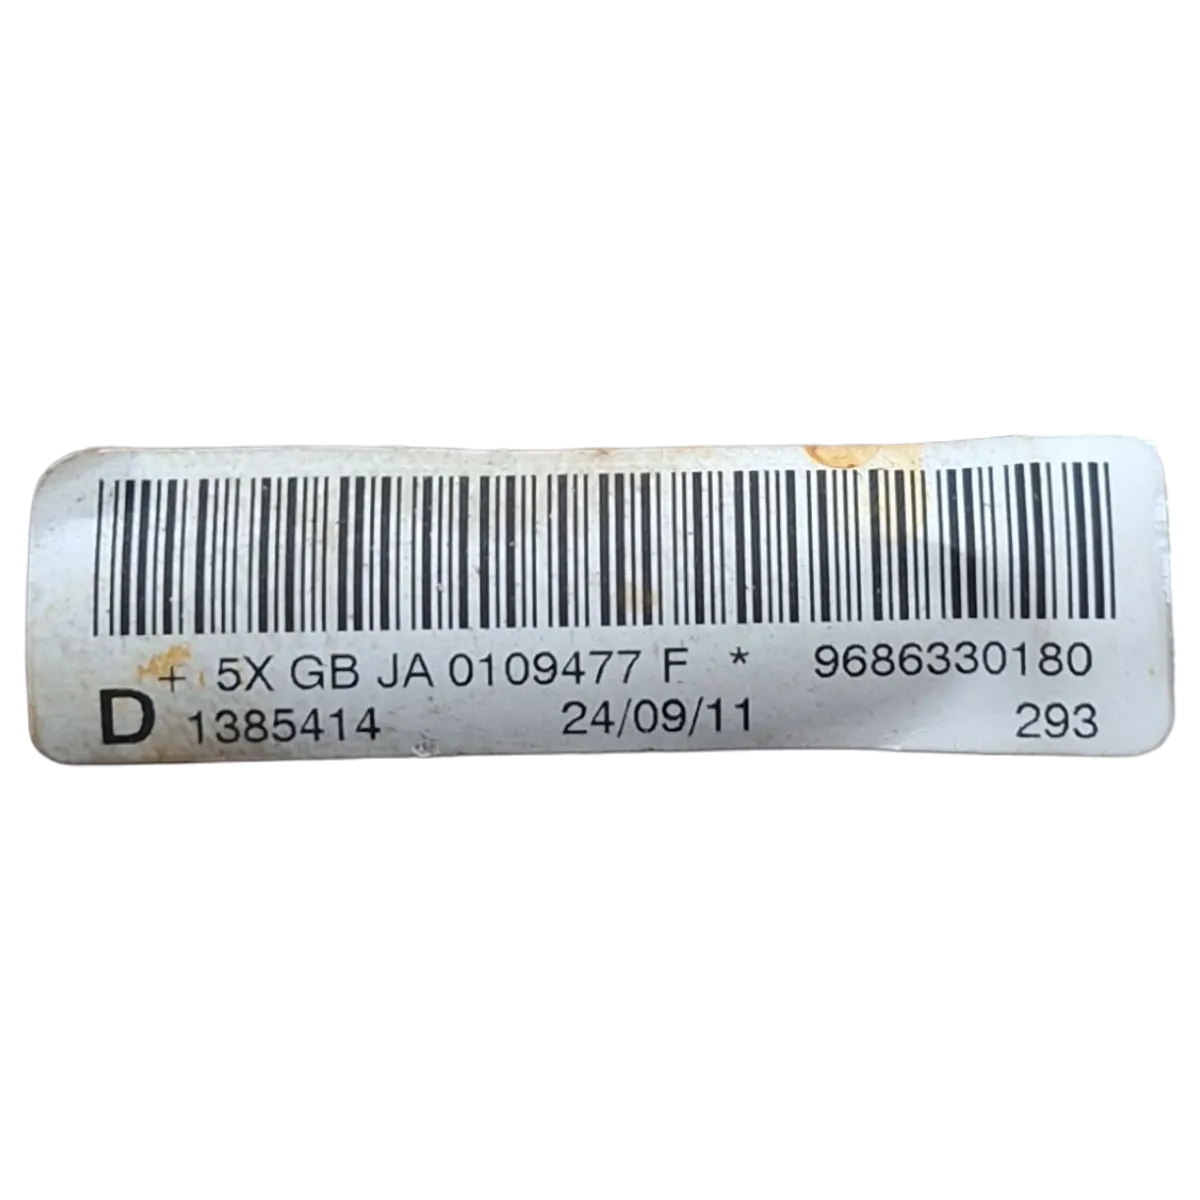 + 5X GB JA 0109477 F * 9686330180
D 1385414 24/09/11 293